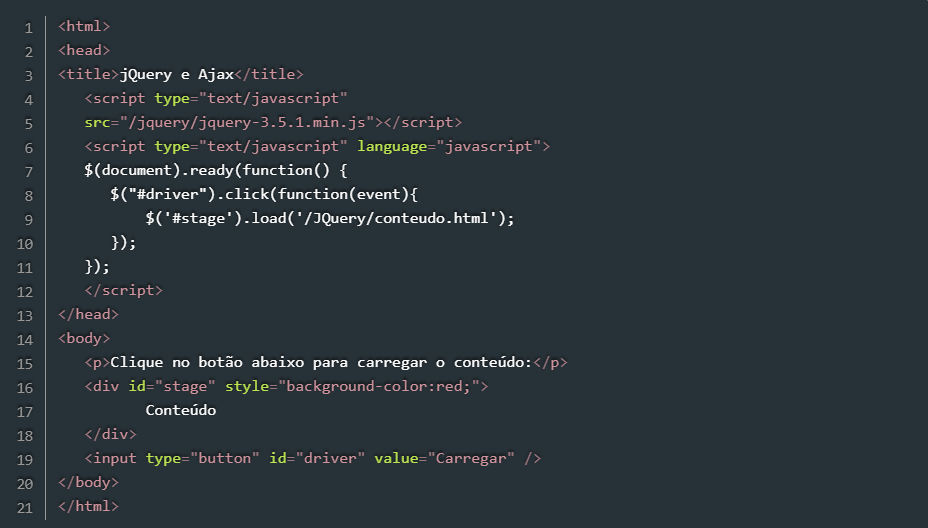 1 <html>
2 <head>
3 <title>jQuery e Ajax</title>
4 <script type="text/javascript"
5 src="/jquery/jquery-3.5.1.min.js"></script>
6 <script type="text/javascript" language="javascript">
7 $(document).ready(function() {
8 $("#driver").click(function(event){
9 $('#stage').load('/JQuery/conteudo.html');
10 });
11 });
12 </script>
13 </head>
14 <body>
15 <p>Clique no botão abaixo para carregar o conteúdo:</p>
16 <div id="stage" style="background-color:red;">
17 Conteúdo
18 </div>
19 <input type="button" id="driver" value="Carregar" />
20 </body>
21 </html>